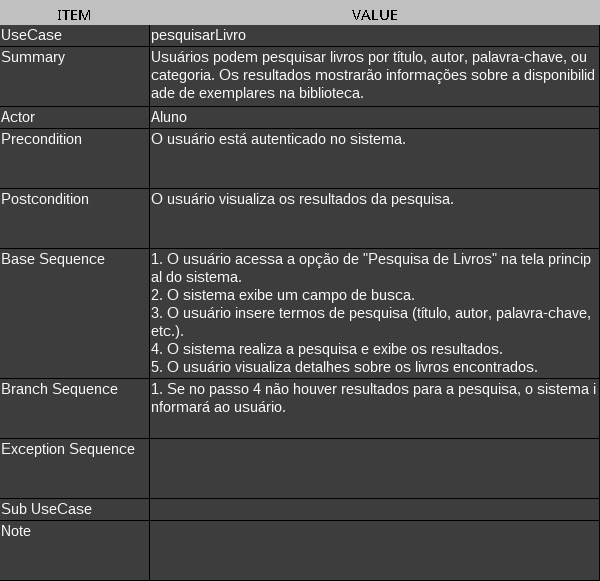 ITEM VALUE
UseCase pesquisarLivro
Summary Usuários podem pesquisar livros por título, autor, palavra-chave, ou
categoria. Os resultados mostrarão informações sobre a disponibilid
ade de exemplares na biblioteca.
Actor Aluno
Precondition O usuário está autenticado no sistema.
Postcondition O usuário visualiza os resultados da pesquisa.
Base Sequence 1. O usuário acessa a opção de "Pesquisa de Livros" na tela princip
al do sistema.
2. O sistema exibe um campo de busca.
3. O usuário insere termos de pesquisa (título, autor, palavra-chave,
etc.).
4. O sistema realiza a pesquisa e exibe os resultados.
5. O usuário visualiza detalhes sobre os livros encontrados.
Branch Sequence 1. Se no passo 4 não houver resultados para a pesquisa, o sistema i
nformará ao usuário.
Exception Sequence
Sub UseCase
Note